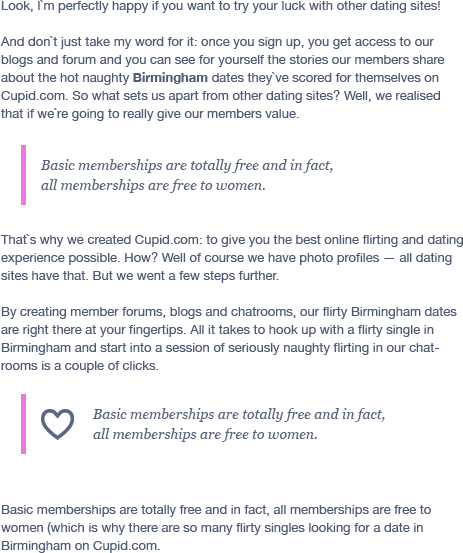 Look, I`m perfectly happy if you want to try your luck with other dating sites!
And don`t just take my word for it: once you sign up, you get access to our
blogs and forum and you can see for yourself the stories our members share
about the hot naughty Birmingham dates they`ve scored for themselves on
Cupid.com. So what sets us apart from other dating sites? Well, we realised
that if we`re going to really give our members value.
Basic memberships are totally free and in fact,
all memberships are free to women.
That`s why we created Cupid.com: to give you the best online flirting and dating
experience possible. How? Well of course we have photo profiles — all dating
sites have that. But we went a few steps further.
By creating member forums, blogs and chatrooms, our flirty Birmingham dates
are right there at your fingertips. All it takes to hook up with a flirty single in
Birmingham and start into a session of seriously naughty flirting in our chat-
rooms is a couple of clicks.
Basic memberships are totally free and in fact,
all memberships are free to women.
Basic memberships are totally free and in fact, all memberships are free to
women (which is why there are so many flirty singles looking for a date in
Birmingham on Cupid.com.